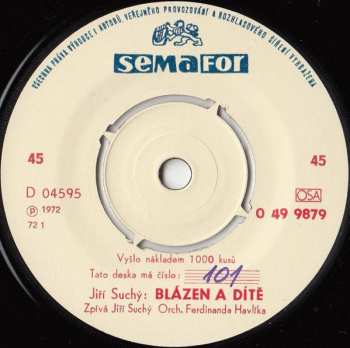 VŠECHNA PRÁVA VÝROBCE I AUTORŮ, VEŘEJNÉHO PROVOZOVÁNÍ A ROZHLASOVÉHO ŠÍŘENÍ VYHRAZENA
SEMAFOR
45
45
D 04595
OSA
Ⓟ 1972
0 49 9879
72 1
Vyšlo nákladem 1000 kusů
Tato deska má číslo: 101
Jiří Suchý: BLÁZEN A DÍTĚ
Zpívá Jiří Suchý Orch. Ferdinanda Havlíka